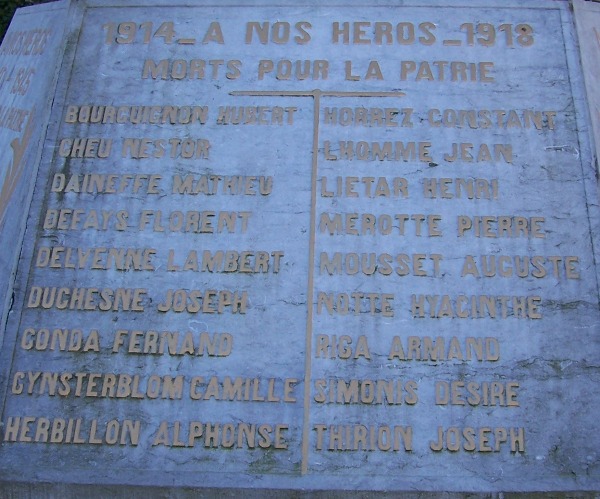 1914_A NOS HEROS_1918
MORTS POUR LA PATRIE
BOURGUIGNON HUBERT
CHEU NESTOR
DAINEFFE MATHIEU
DEFAYS FLORENT
DELVENNE LAMBERT
DUCHESNE JOSEPH
GONDA FERNAND
GYNSTERBLOM CAMILLE
HERBILLON ALPHONSE
HORREZ CONSTANT
LHOMME JEAN
LIETAR HENRI
MEROTTE PIERRE
MOUSSET AUGUSTE
NOTTE HYACINTHE
RIGA ARMAND
SIMONIS DESIRE
THIRION JOSEPH